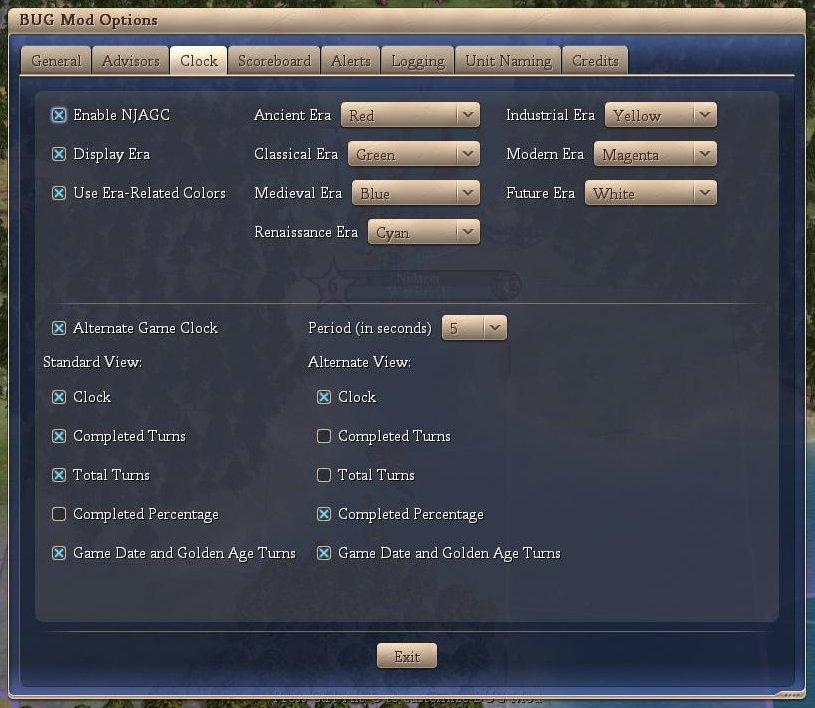 BUG Mod Options
General Advisors Clock Scoreboard Alerts Logging Unit Naming Credits
Enable NJAGC Ancient Era Red Industrial Era Yellow
Display Era Classical Era Green Modern Era Magenta
Use Era-Related Colors Medieval Era Blue Future Era White
Renaissance Era Cyan
6
Alternate Game Clock Period (in seconds) 5
Standard View: Alternate View:
Clock Clock
Completed Turns Completed Turns
Total Turns Total Turns
Completed Percentage Completed Percentage
Game Date and Golden Age Turns Game Date and Golden Age Turns
Exit